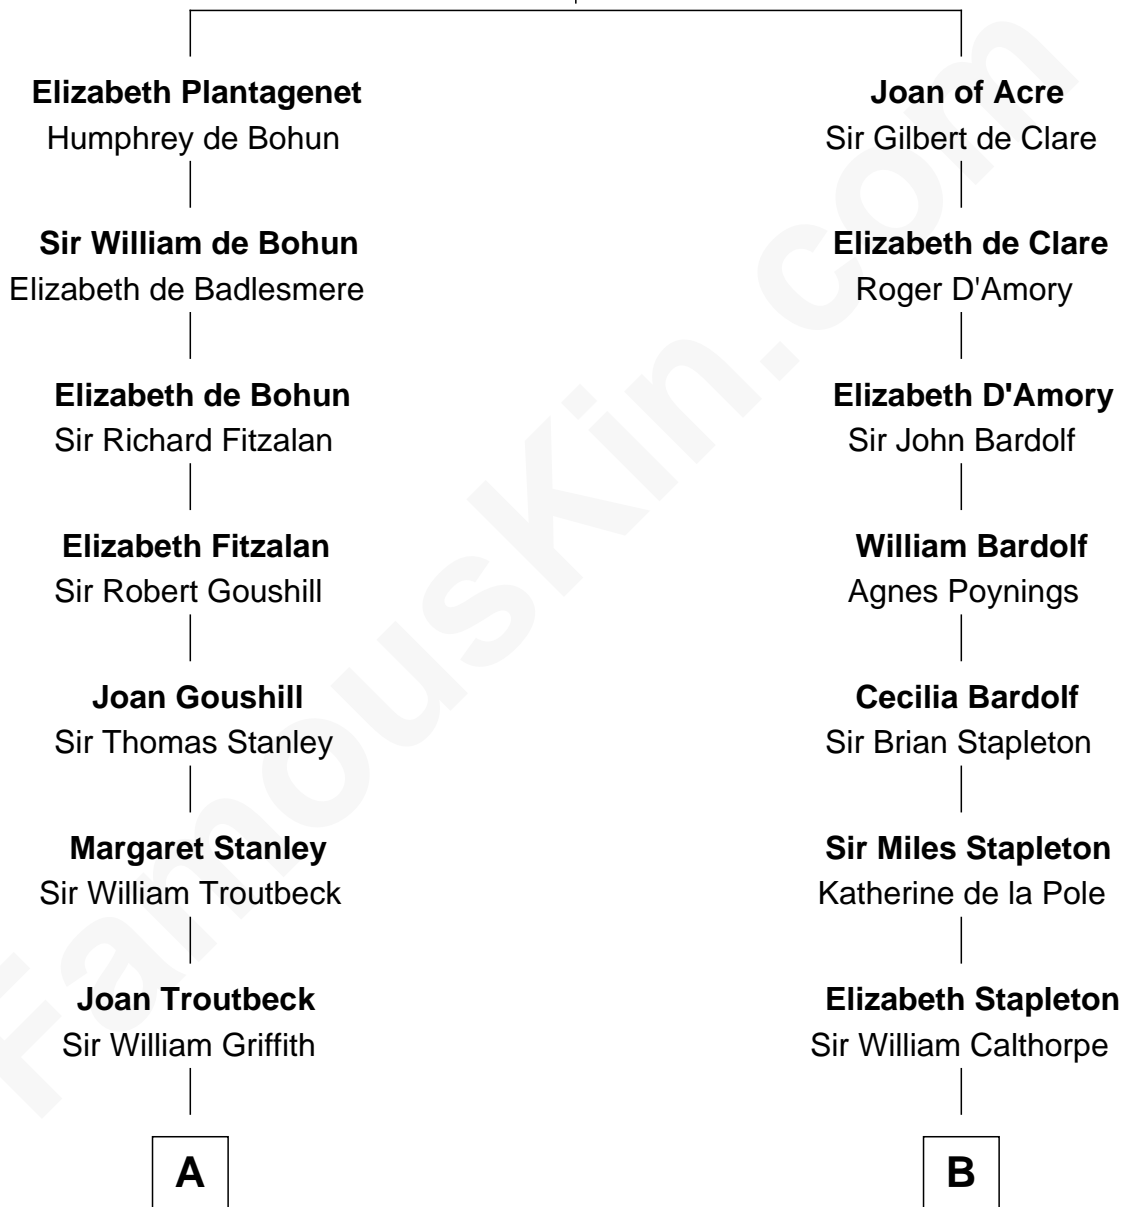 Elizabeth Plantagenet
Humphrey de Bohun
Sir William de Bohun
Elizabeth de Badlesmere
Elizabeth de Bohun
Sir Richard Fitzalan
Elizabeth Fitzalan
Sir Robert Goushill
Joan Goushill
Sir Thomas Stanley
Margaret Stanley
Sir William Troutbeck
Joan Troutbeck
Sir William Griffith
A
Joan of Acre
Sir Gilbert de Clare
Elizabeth de Clare
Roger D'Amory
Elizabeth D'Amory
Sir John Bardolf
William Bardolf
Agnes Poynings
Cecilia Bardolf
Sir Brian Stapleton
Sir Miles Stapleton
Katherine de la Pole
Elizabeth Stapleton
Sir William Calthorpe
B
FamousKin.com